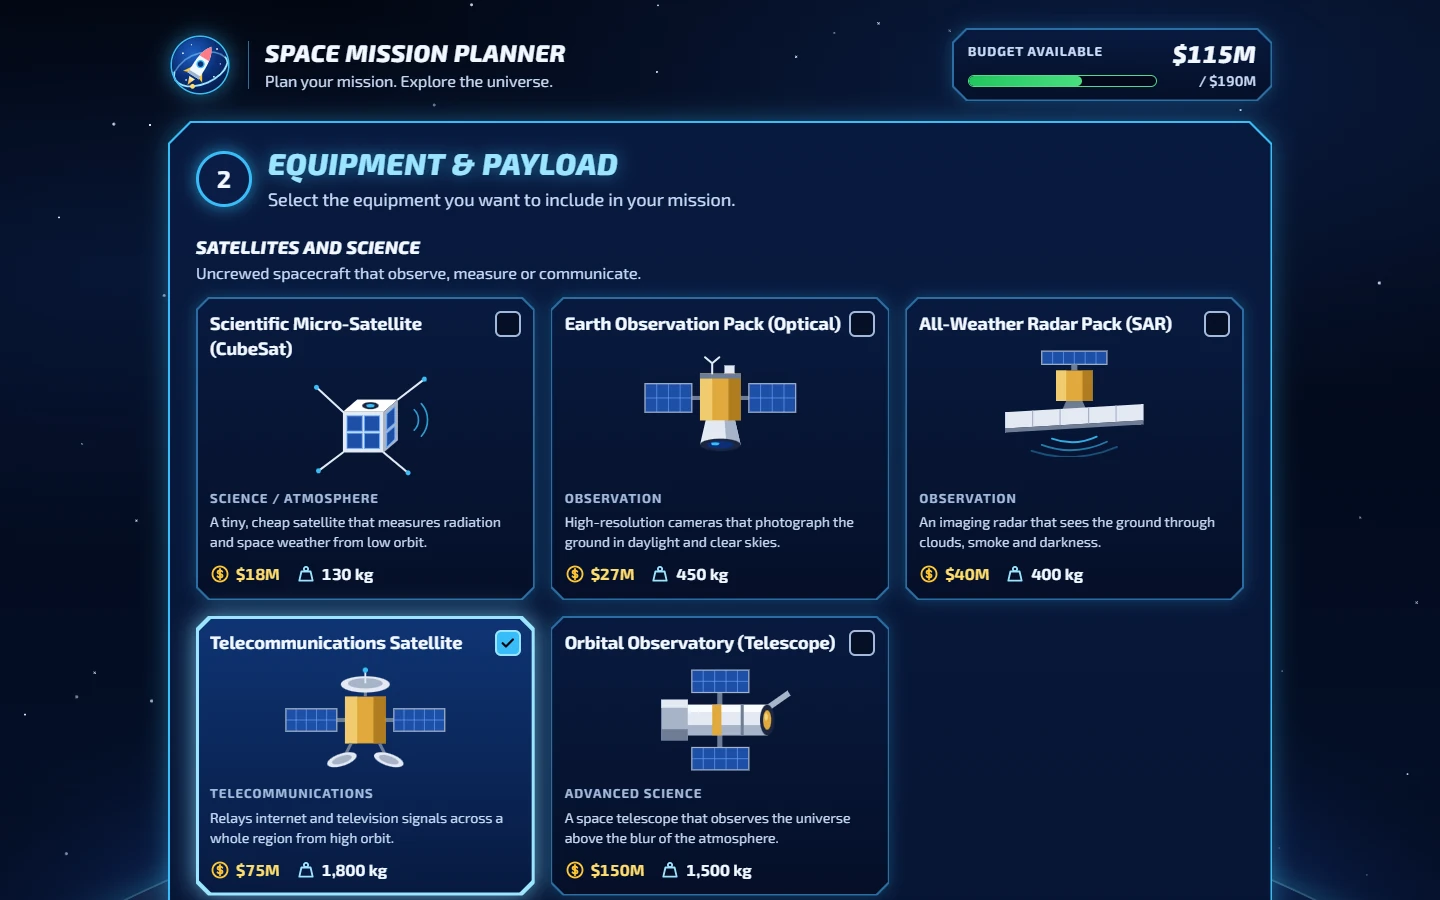 SPACE MISSION PLANNER
Plan your mission. Explore the universe.
BUDGET AVAILABLE
$115M
/ $190M
2
EQUIPMENT & PAYLOAD
Select the equipment you want to include in your mission.
SATELLITES AND SCIENCE
Uncrewed spacecraft that observe, measure or communicate.
Scientific Micro-Satellite
(CubeSat)
SCIENCE / ATMOSPHERE
A tiny, cheap satellite that measures radiation
and space weather from low orbit.
$18M 130 kg
Earth Observation Pack (Optical)
OBSERVATION
High-resolution cameras that photograph the
ground in daylight and clear skies.
$27M 450 kg
All-Weather Radar Pack (SAR)
OBSERVATION
An imaging radar that sees the ground through
clouds, smoke and darkness.
$40M 400 kg
Telecommunications Satellite
TELECOMMUNICATIONS
Relays internet and television signals across a
whole region from high orbit.
$75M 1,800 kg
Orbital Observatory (Telescope)
ADVANCED SCIENCE
A space telescope that observes the universe
above the blur of the atmosphere.
$150M 1,500 kg